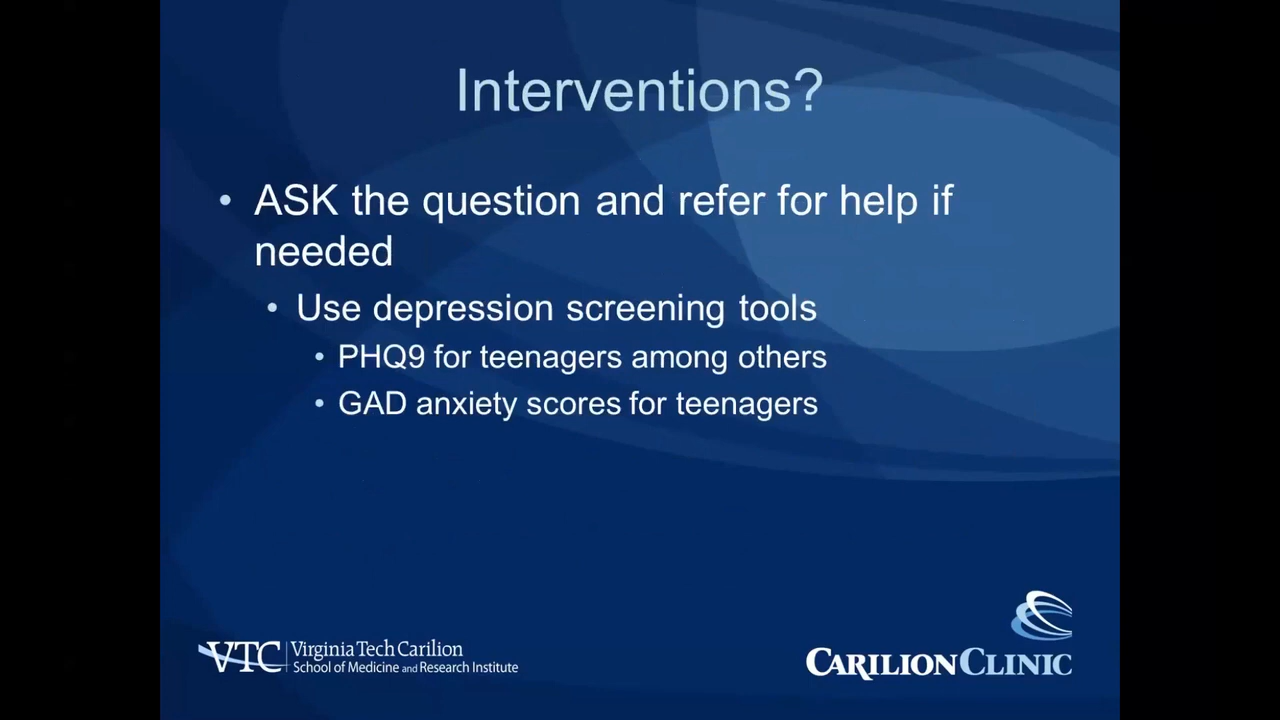 Interventions?
• ASK the question and refer for help if
needed
• Use depression screening tools
• PHQ9 for teenagers among others
• GAD anxiety scores for teenagers
VTC Virginia Tech Carilion
School of Medicine and Research Institute
CARILION CLINIC